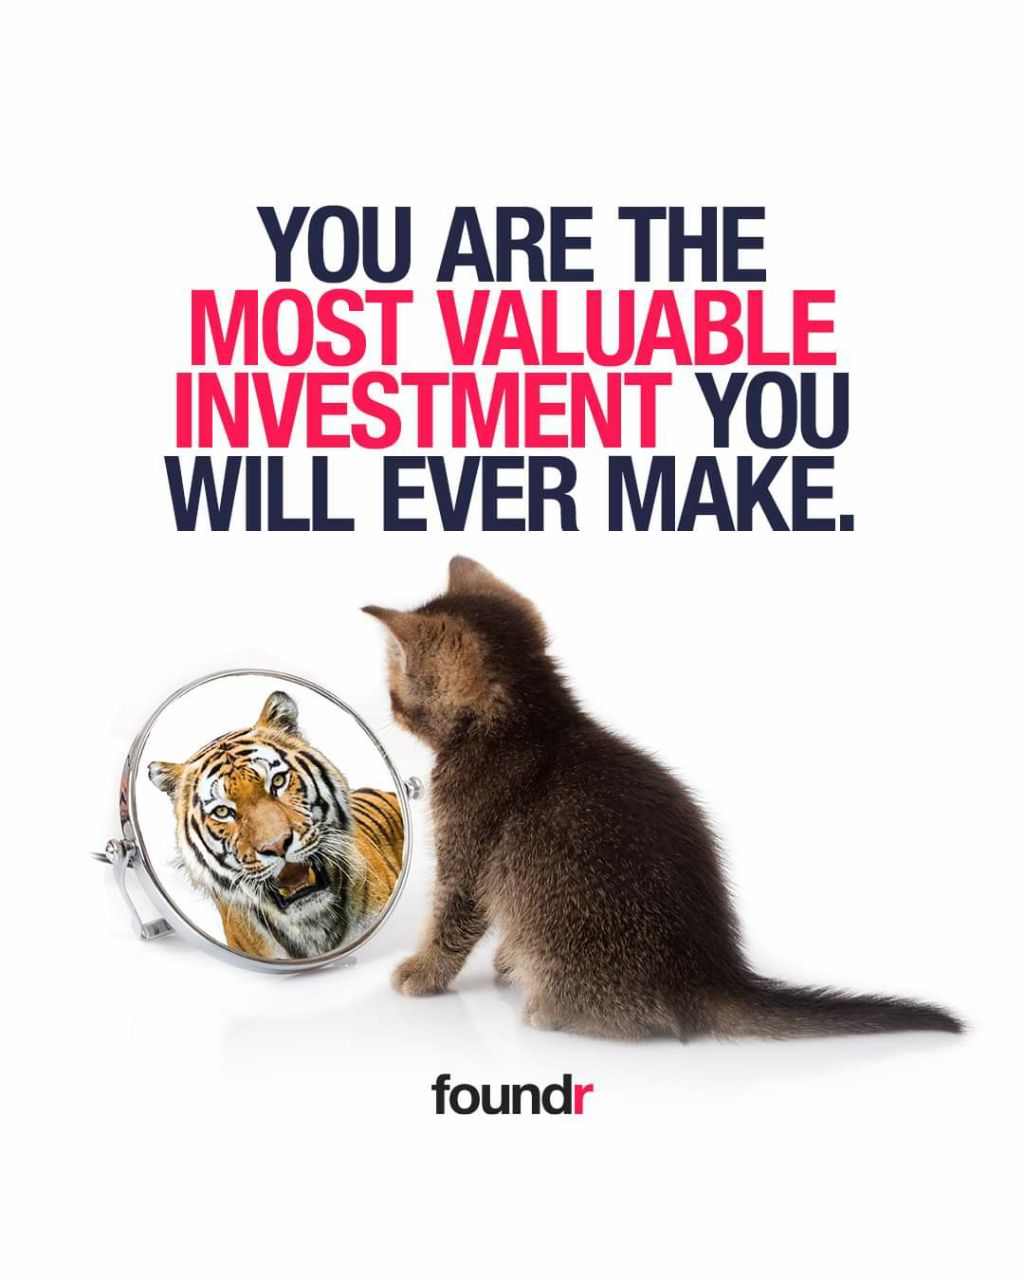 YOU ARE THE
MOST VALUABLE
INVESTMENT YOU
WILL EVER MAKE.
foundr